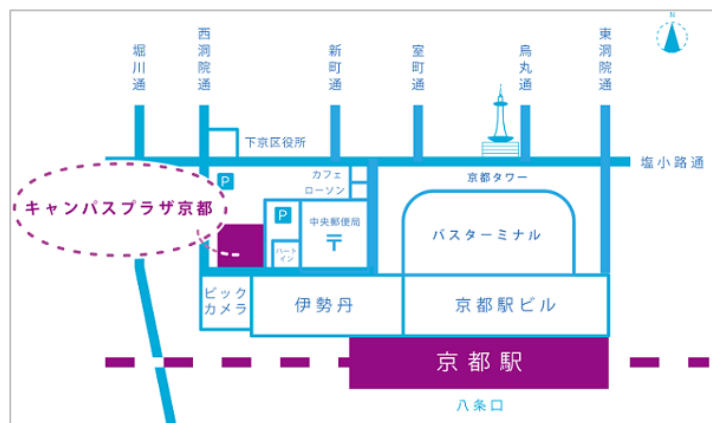 堀川通
西洞院通
新町通
室町通
烏丸通
東洞院通
N
下京区役所
塩小路通
カフェ
ローソン
京都タワー
P
キャンパスプラザ京都
P
中央郵便局
〒
ハート
イン
バスターミナル
ビック
カメラ
伊勢丹
京都駅ビル
京都駅
八条口